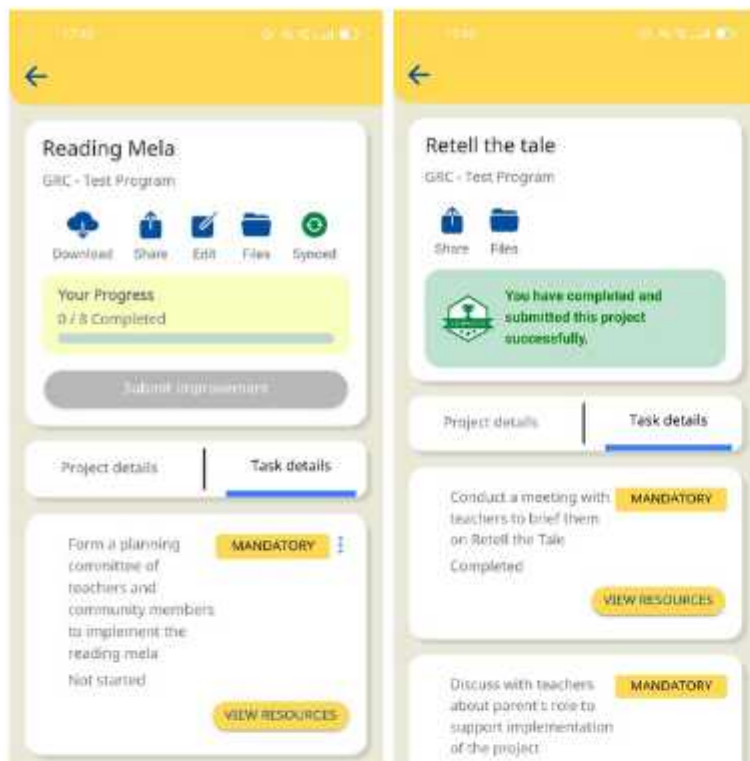 Reading Mela
GRC - Test Program
Download Share Edit Files Synced
Your Progress
0 / 8 Completed
Submit improvement
Project details Task details
Form a planning
committee of
teachers and
community members
to implement the
reading mela
MANDATORY
Not started
VIEW RESOURCES
Retell the tale
GRC - Test Program
Share Files
You have completed and
submitted this project
successfully.
Project details Task details
Conduct a meeting with
teachers to brief them
on Retell the Tale
MANDATORY
Completed
VIEW RESOURCES
Discuss with teachers
about parent's role to
support implementation
of the project
MANDATORY